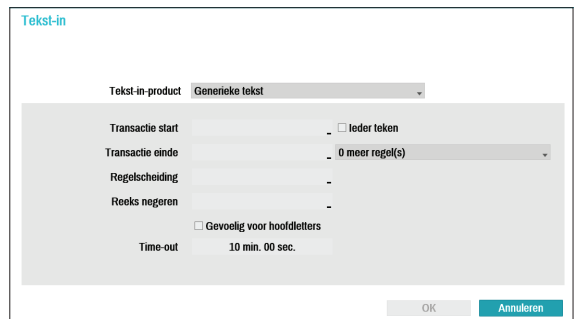 Tekst-in
Tekst-in-product Generieke tekst
Transactie start Ieder teken
Transactie einde 0 meer regel(s)
Regelscheiding
Reeks negeren
Gevoelig voor hoofdletters
Time-out 10 min. 00 sec.
OK Annuleren